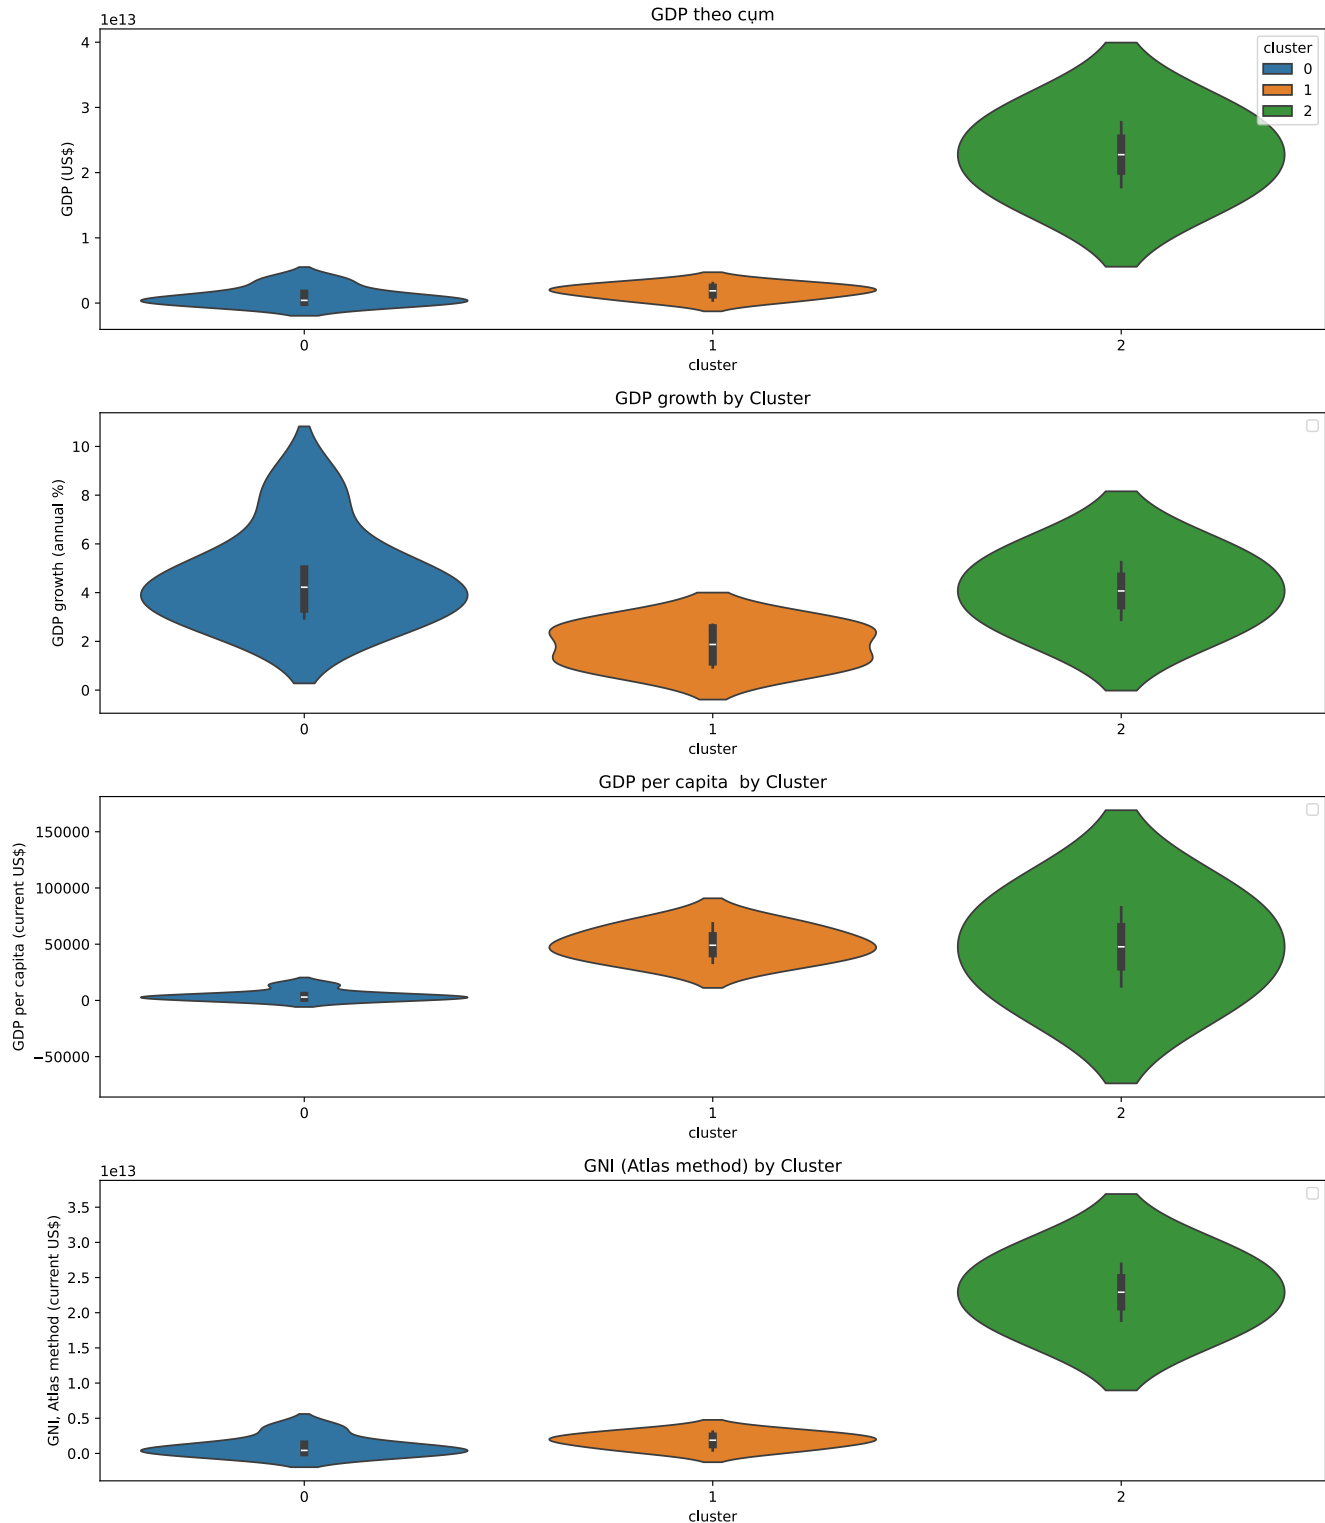 1e13
GDP theo cụm
GDP (US$)
4
3
2
1
0
cluster
0
1
2
0
1
2
cluster
GDP growth by Cluster
GDP growth (annual %)
10
8
6
4
2
0
0
1
2
cluster
GDP per capita  by Cluster
GDP per capita (current US$)
150000
100000
50000
0
−50000
0
1
2
cluster
1e13
GNI (Atlas method) by Cluster
GNI, Atlas method (current US$)
3.5
3.0
2.5
2.0
1.5
1.0
0.5
0.0
0
1
2
cluster